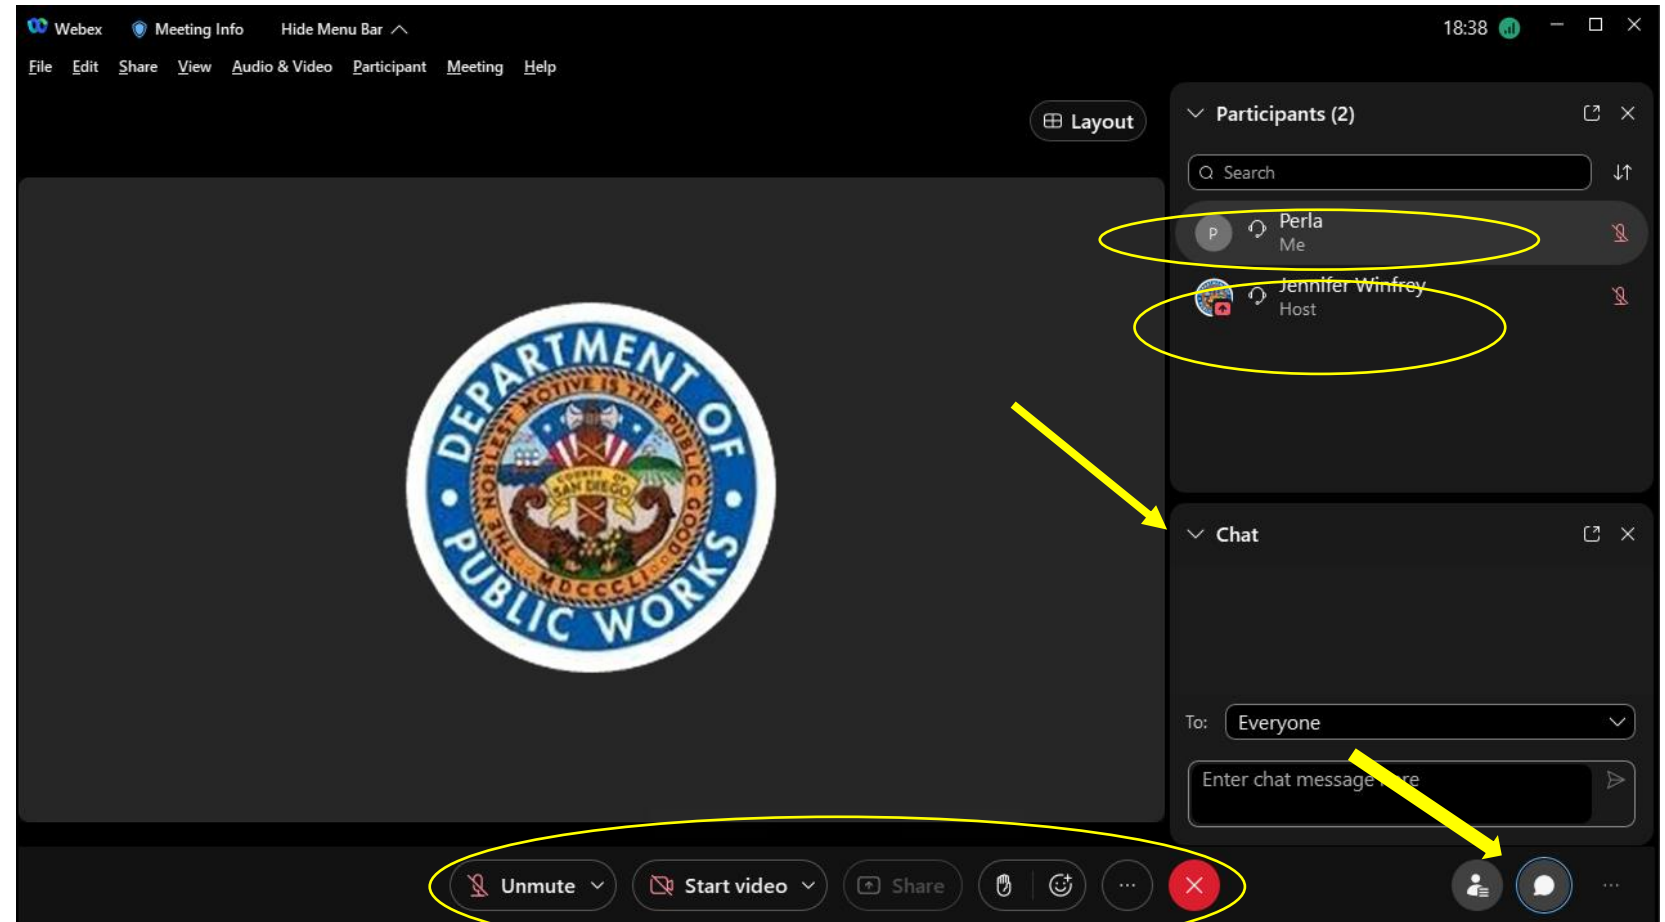 Webex Meeting Info Hide Menu Bar 18:38
File Edit Share View Audio & Video Participant Meeting Help
Layout
Participants (2)
Search
P Perla
Me
Jennifer Winfrey
Host
DEPARTMENT OF
PUBLIC WORKS
THE NOBLEST MOTIVE IS THE PUBLIC GOOD
COUNTY OF
SAN DIEGO
MDCCCLI
Chat
To: Everyone
Enter chat message here
Unmute Start video Share